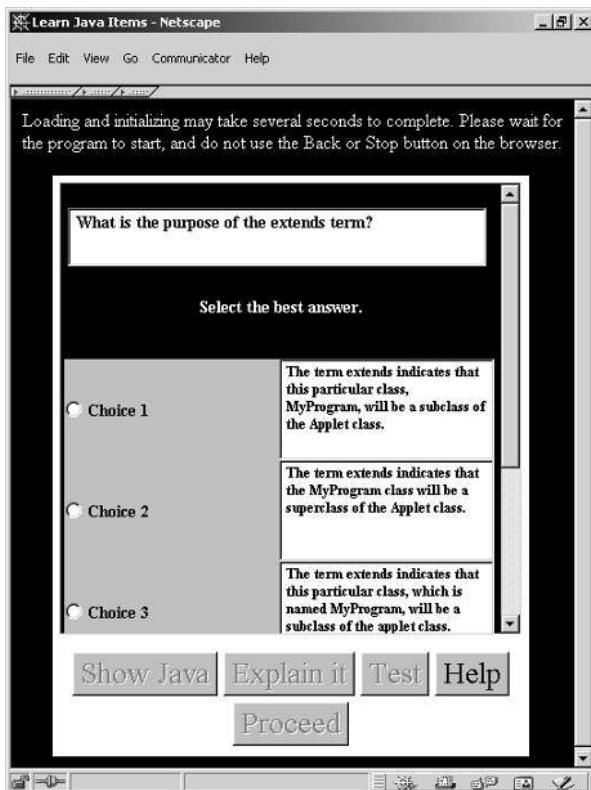 Learn Java Items - Netscape
File Edit View Go Communicator Help
Loading and initializing may take several seconds to complete. Please wait for
the program to start, and do not use the Back or Stop button on the browser.
What is the purpose of the extends term?
Select the best answer.
Choice 1
The term extends indicates that
this particular class,
MyProgram, will be a subclass of
the Applet class.
Choice 2
The term extends indicates that
the MyProgram class will be a
superclass of the Applet class.
Choice 3
The term extends indicates that
this particular class, which is
named MyProgram, will be a
subclass of the applet class.
Show Java Explain it Test Help
Proceed